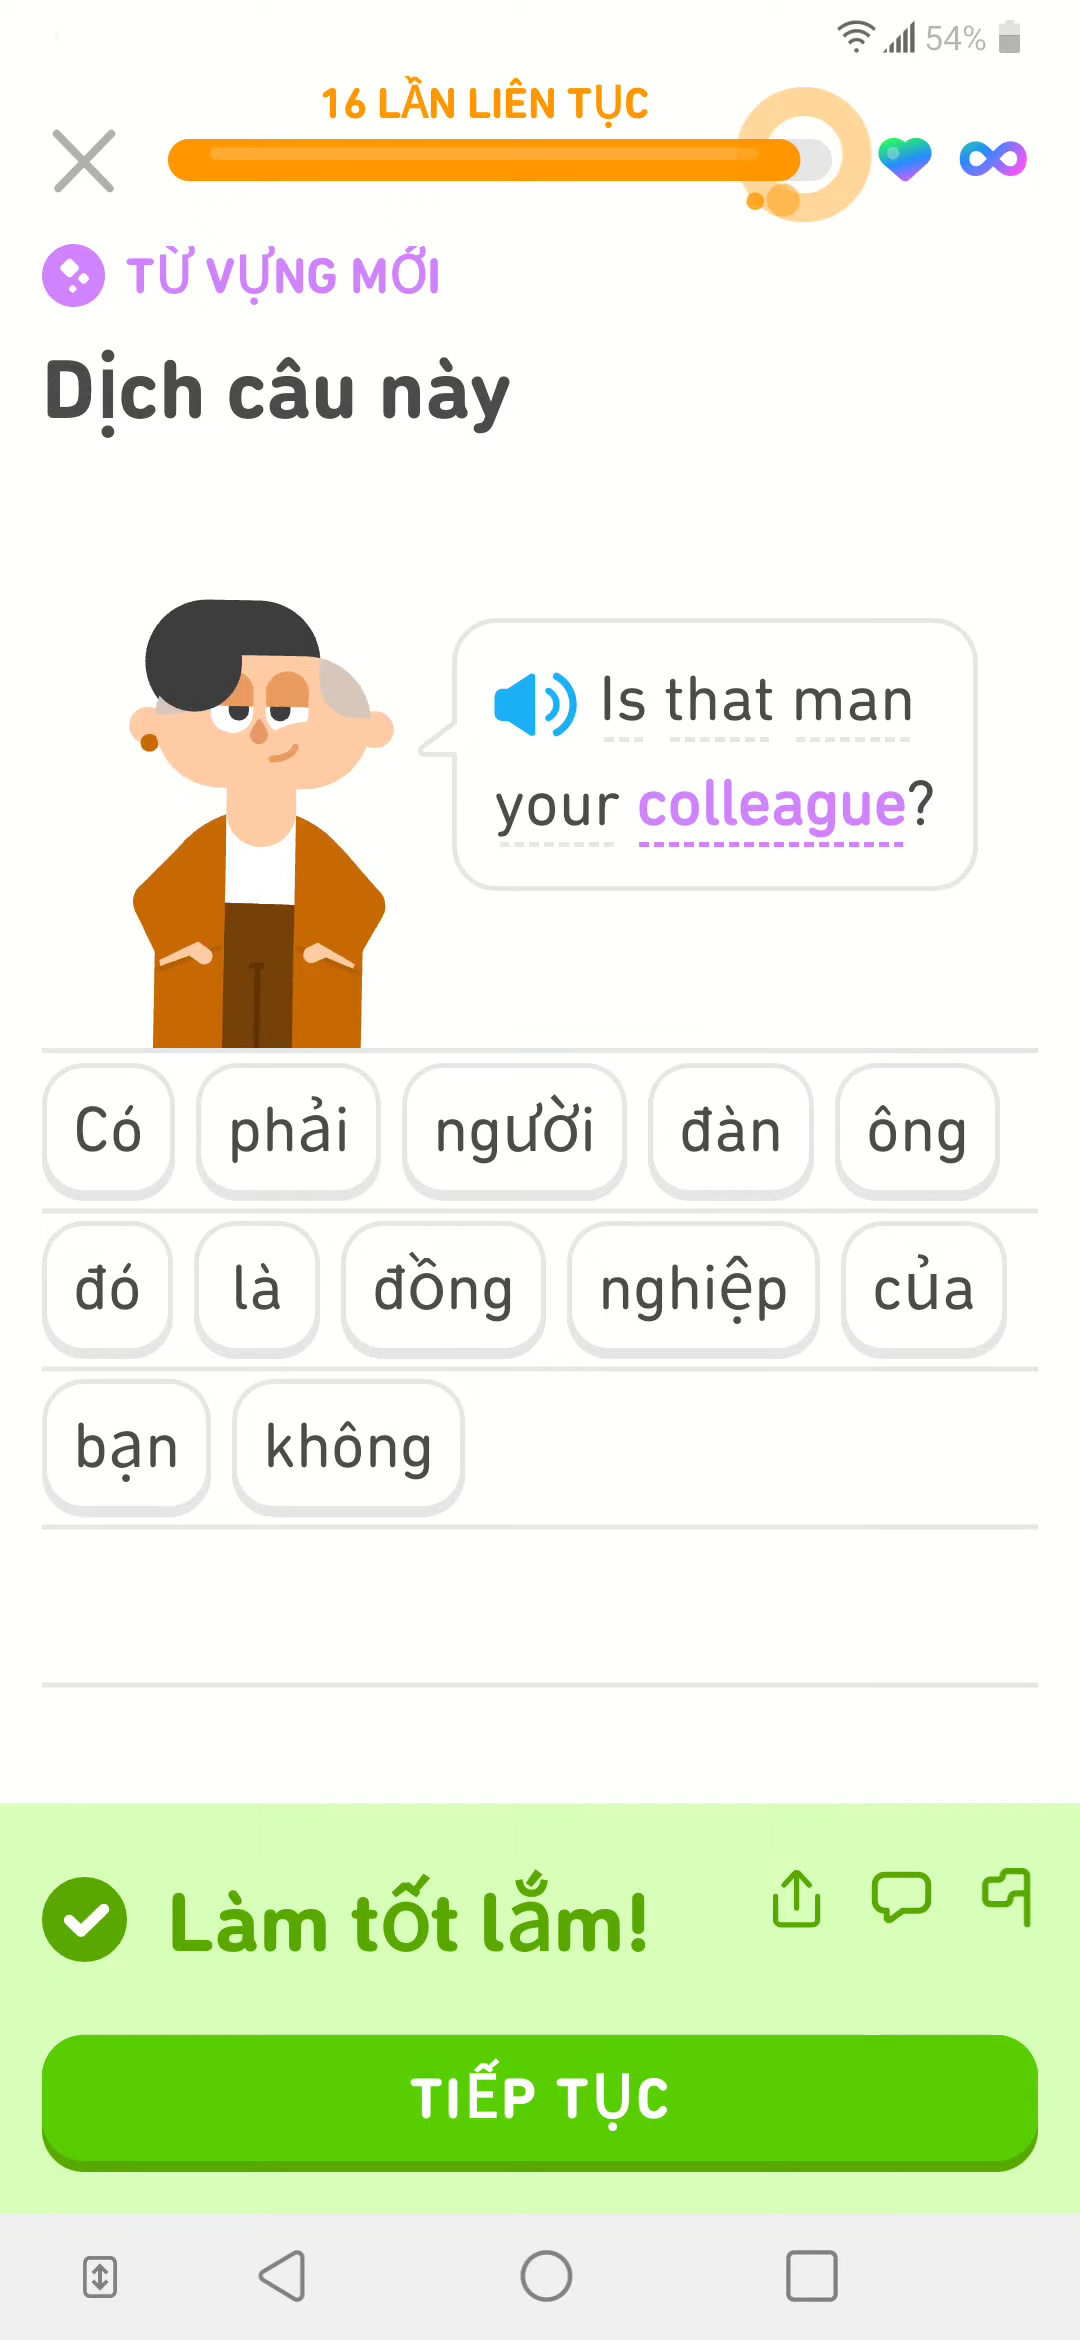 54%
16 LẦN LIÊN TỤC
TỪ VỰNG MỚI
Dịch câu này
Is that man
your colleague?
Có phải người đàn ông
đó là đồng nghiệp của
bạn không
Làm tốt lắm!
TIẾP TỤC